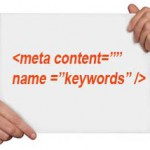 <meta content=””
name =”keywords” />